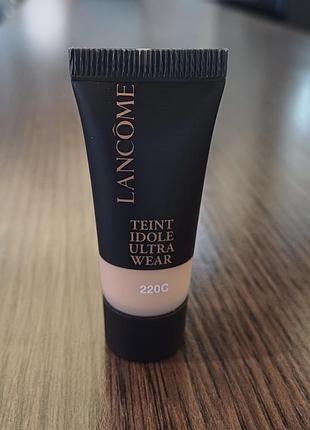 LANCÔME
TEINT
IDOLE
ULTRA
WEAR
220C